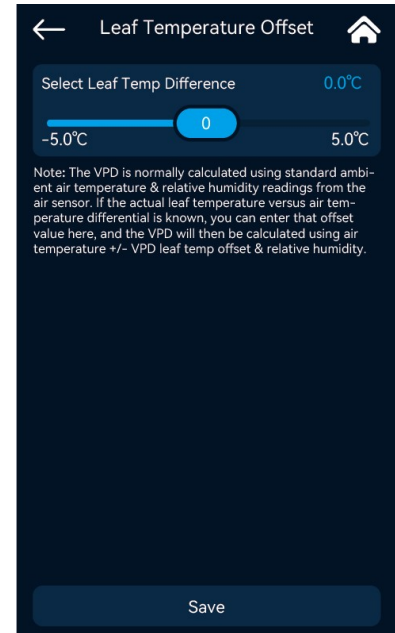 Leaf Temperature Offset
Select Leaf Temp Difference 0.0°C
0
-5.0°C 5.0°C
Note: The VPD is normally calculated using standard ambi-
ent air temperature & relative humidity readings from the
air sensor. If the actual leaf temperature versus air tem-
perature differential is known, you can enter that offset
value here, and the VPD will then be calculated using air
temperature +/- VPD leaf temp offset & relative humidity.
Save